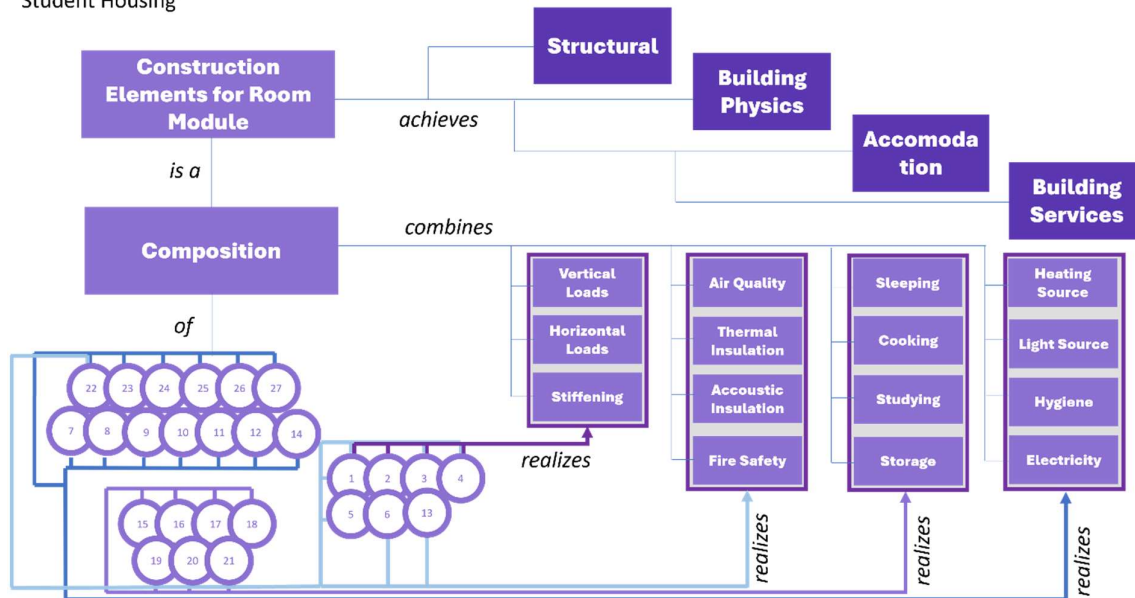 Student Housing
Construction
Elements for Room
Module
achieves
Structural
Building
Physics
Accomoda
tion
Building
Services
is a
Composition
combines
Vertical
Loads
Horizontal
Loads
Stiffening
Air Quality
Thermal
Insulation
Accoustic
Insulation
Fire Safety
Sleeping
Cooking
Studying
Storage
Heating
Source
Light Source
Hygiene
Electricity
of
22 23 24 25 26 27
7 8 9 10 11 12 14
1 2 3 4
5 6 13
15 16 17 18
19 20 21
realizes
realizes
realizes
realizes